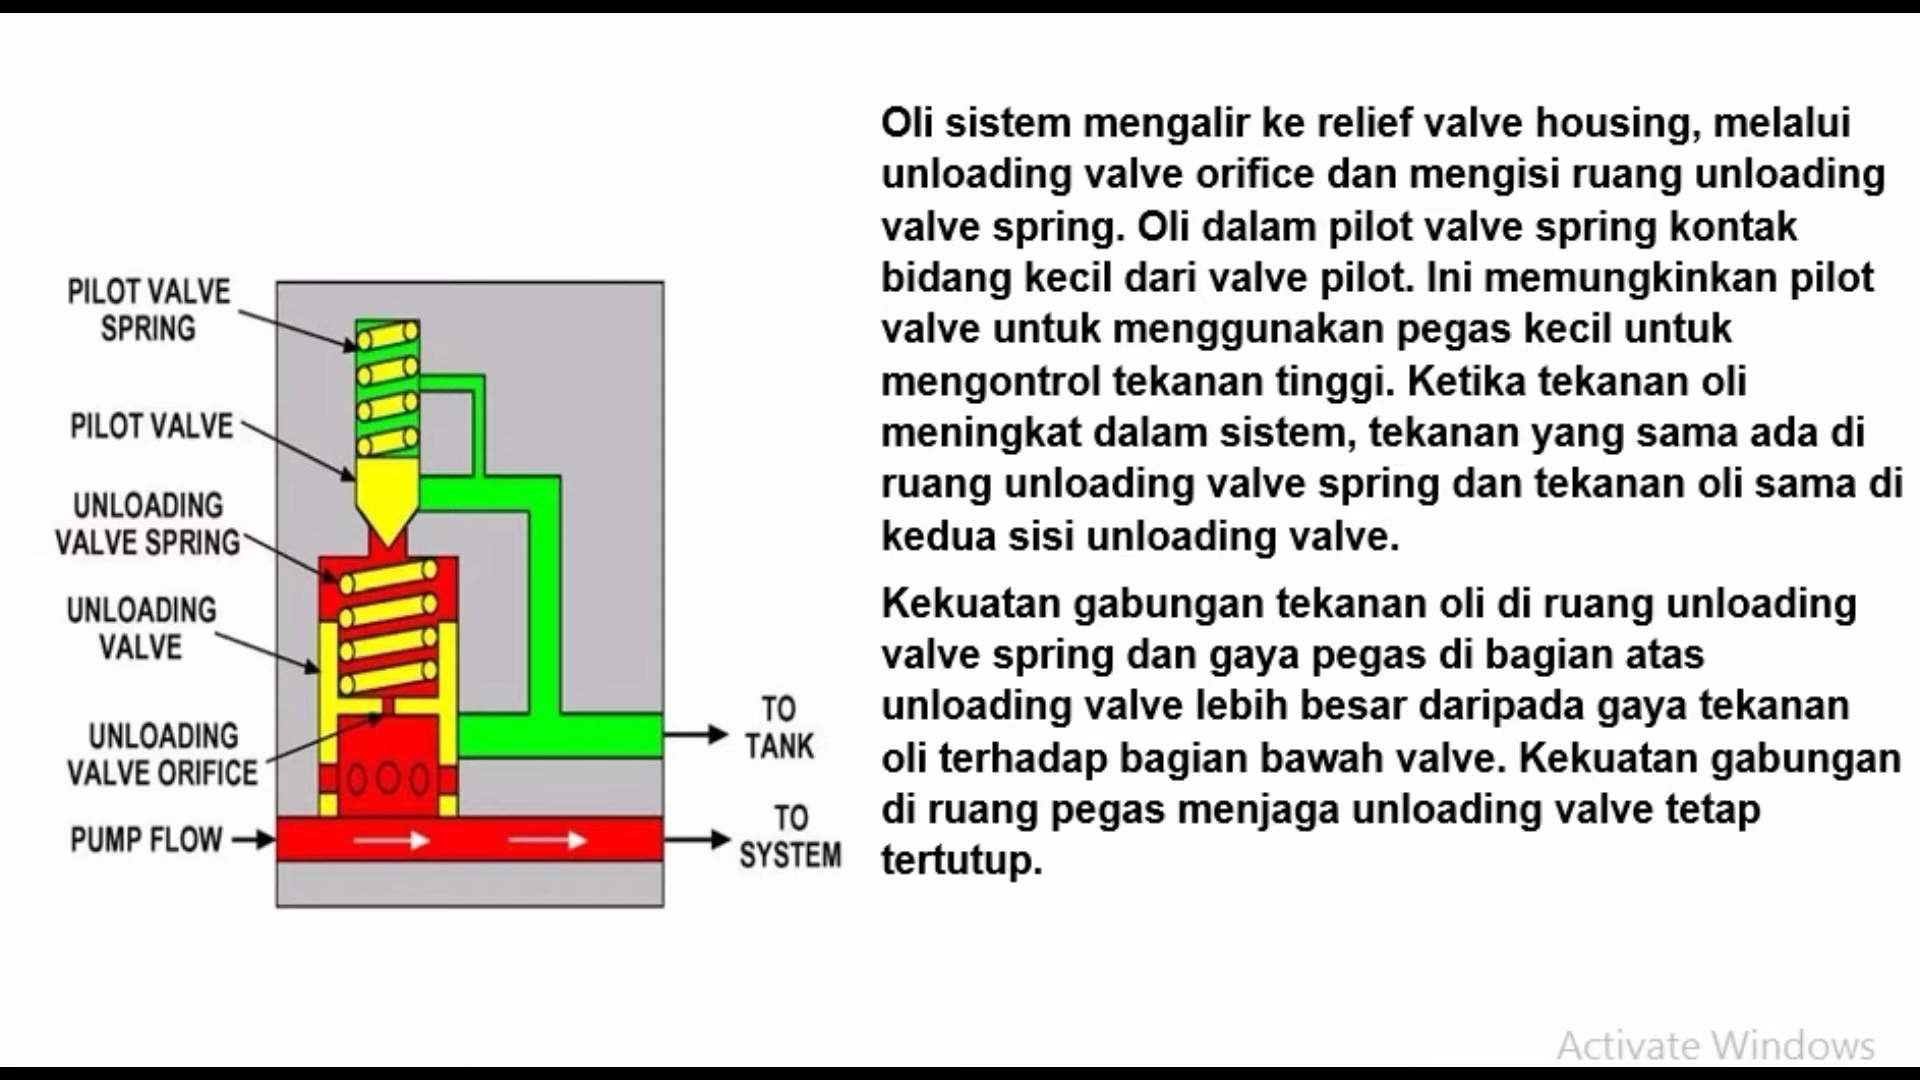 PILOT VALVE
SPRING
PILOT VALVE
UNLOADING
VALVE SPRING
UNLOADING
VALVE
UNLOADING
VALVE ORIFICE
PUMP FLOW
TO
TANK
TO
SYSTEM
Oli sistem mengalir ke relief valve housing, melalui
unloading valve orifice dan mengisi ruang unloading
valve spring. Oli dalam pilot valve spring kontak
bidang kecil dari valve pilot. Ini memungkinkan pilot
valve untuk menggunakan pegas kecil untuk
mengontrol tekanan tinggi. Ketika tekanan oli
meningkat dalam sistem, tekanan yang sama ada di
ruang unloading valve spring dan tekanan oli sama di
kedua sisi unloading valve.
Kekuatan gabungan tekanan oli di ruang unloading
valve spring dan gaya pegas di bagian atas
unloading valve lebih besar daripada gaya tekanan
oli terhadap bagian bawah valve. Kekuatan gabungan
di ruang pegas menjaga unloading valve tetap
tertutup.
Activate Windows